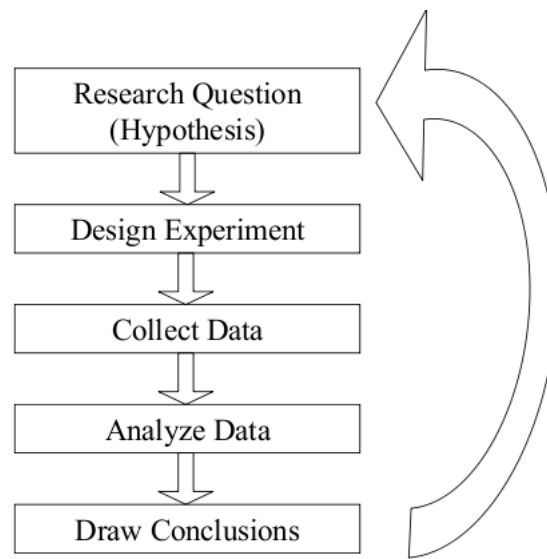 Research Question
(Hypothesis)
Design Experiment
Collect Data
Analyze Data
Draw Conclusions